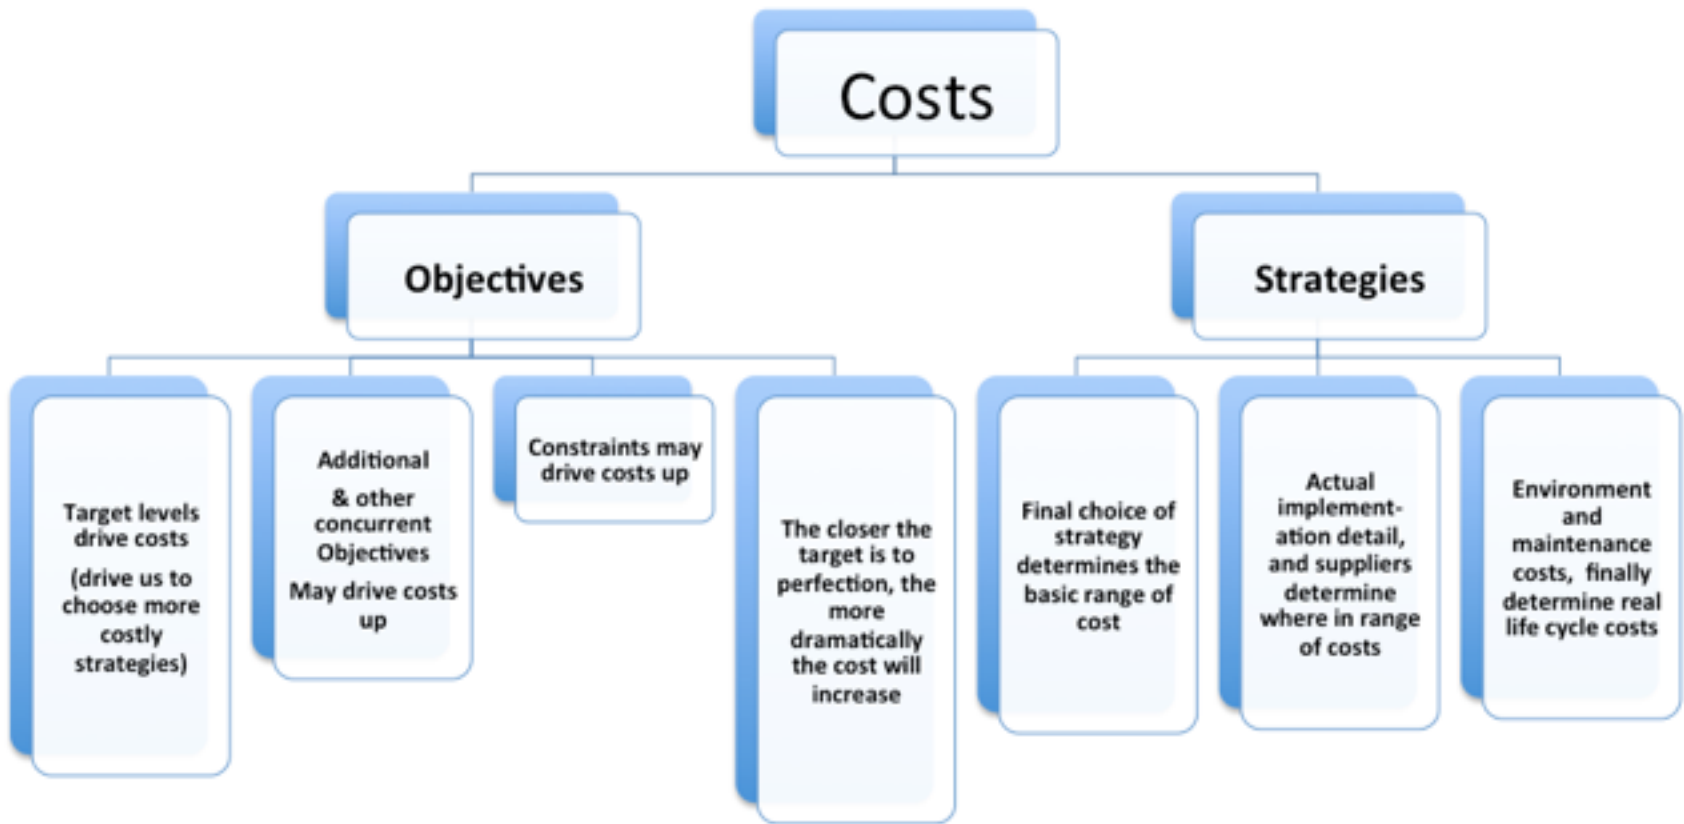 Costs
Objectives
Strategies
Target levels
drive costs
(drive us to
choose more
costly
strategies)
Additional
& other
concurrent
Objectives
May drive costs
up
Constraints may
drive costs up
The closer the
target is to
perfection, the
more
dramatically
the cost will
increase
Final choice of
strategy
determines the
basic range of
cost
Actual
implement-
ation detail,
and suppliers
determine
where in range
of costs
Environment
and
maintenance
costs, finally
determine real
life cycle costs